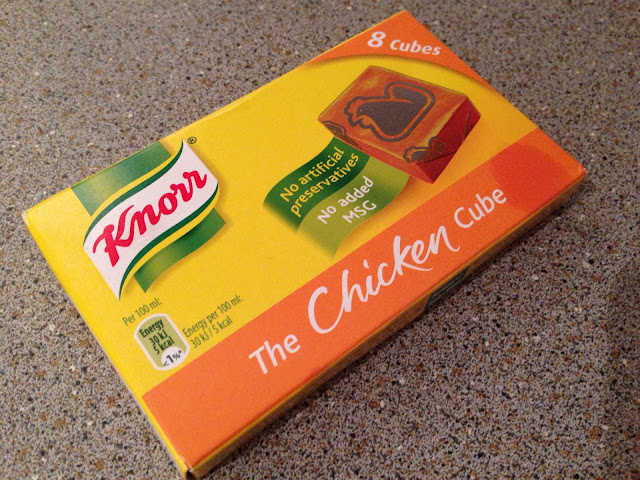 8 Cubes
Knorr®
No artificial
preservatives
No added
MSG
The Chicken Cube
Per 100 ml:
Energy
30 kJ
5 kcal
<1%*
Energy per 100 ml:
30 kJ / 5 kcal